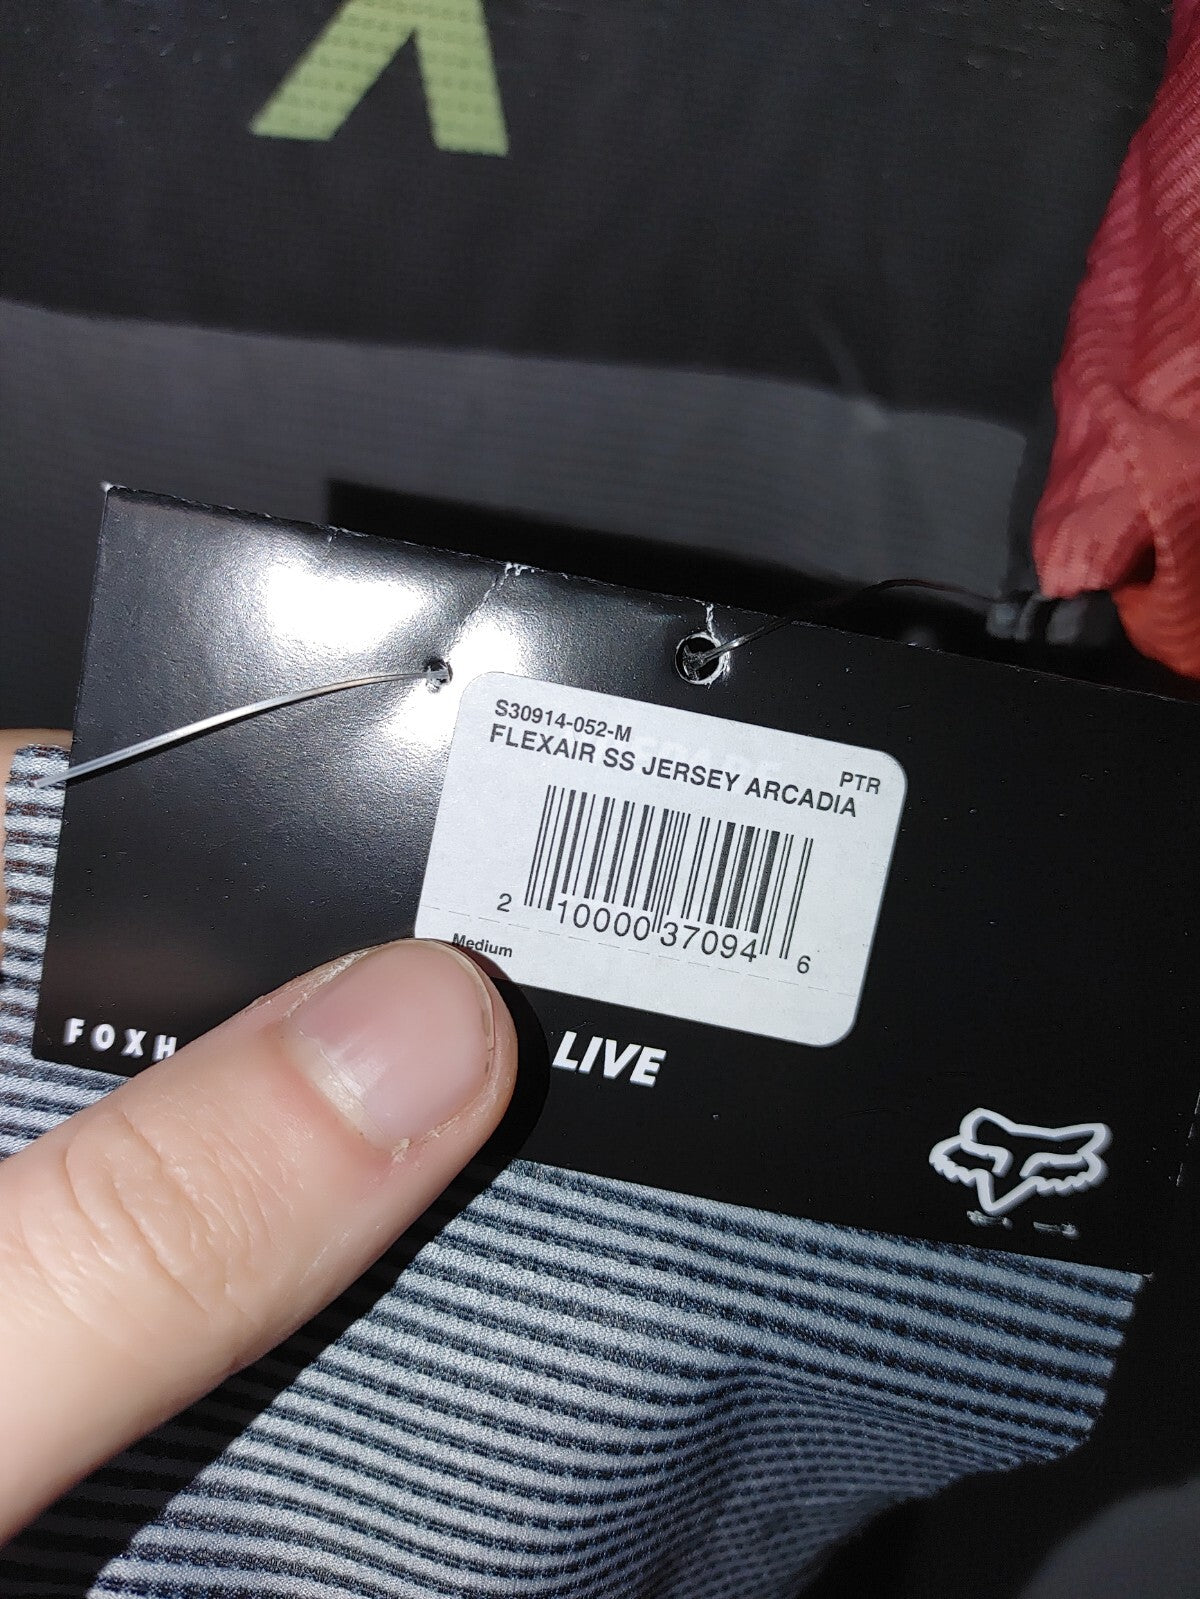 S30914-052-M
PTR
FLEXAIR SS JERSEY ARCADIA
2 10000 37094 6
Medium
FOXH
LIVE